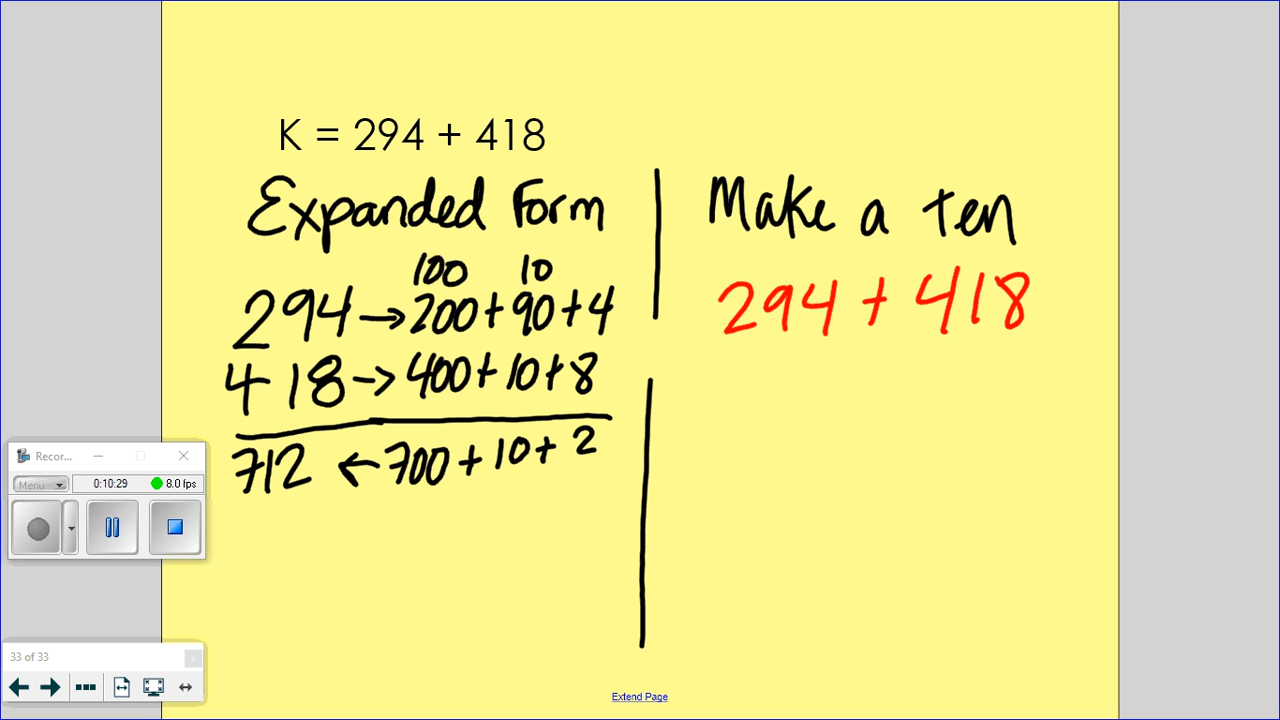 K = 294 + 418
Expanded Form
100 10
294 → 200 + 90 + 4
418 → 400 + 10 + 8
712 ← 700 + 10 + 2
Make a ten
294 + 418
Recor...
Menu
0:10:29
8.0 fps
33 of 33
x
Extend Page